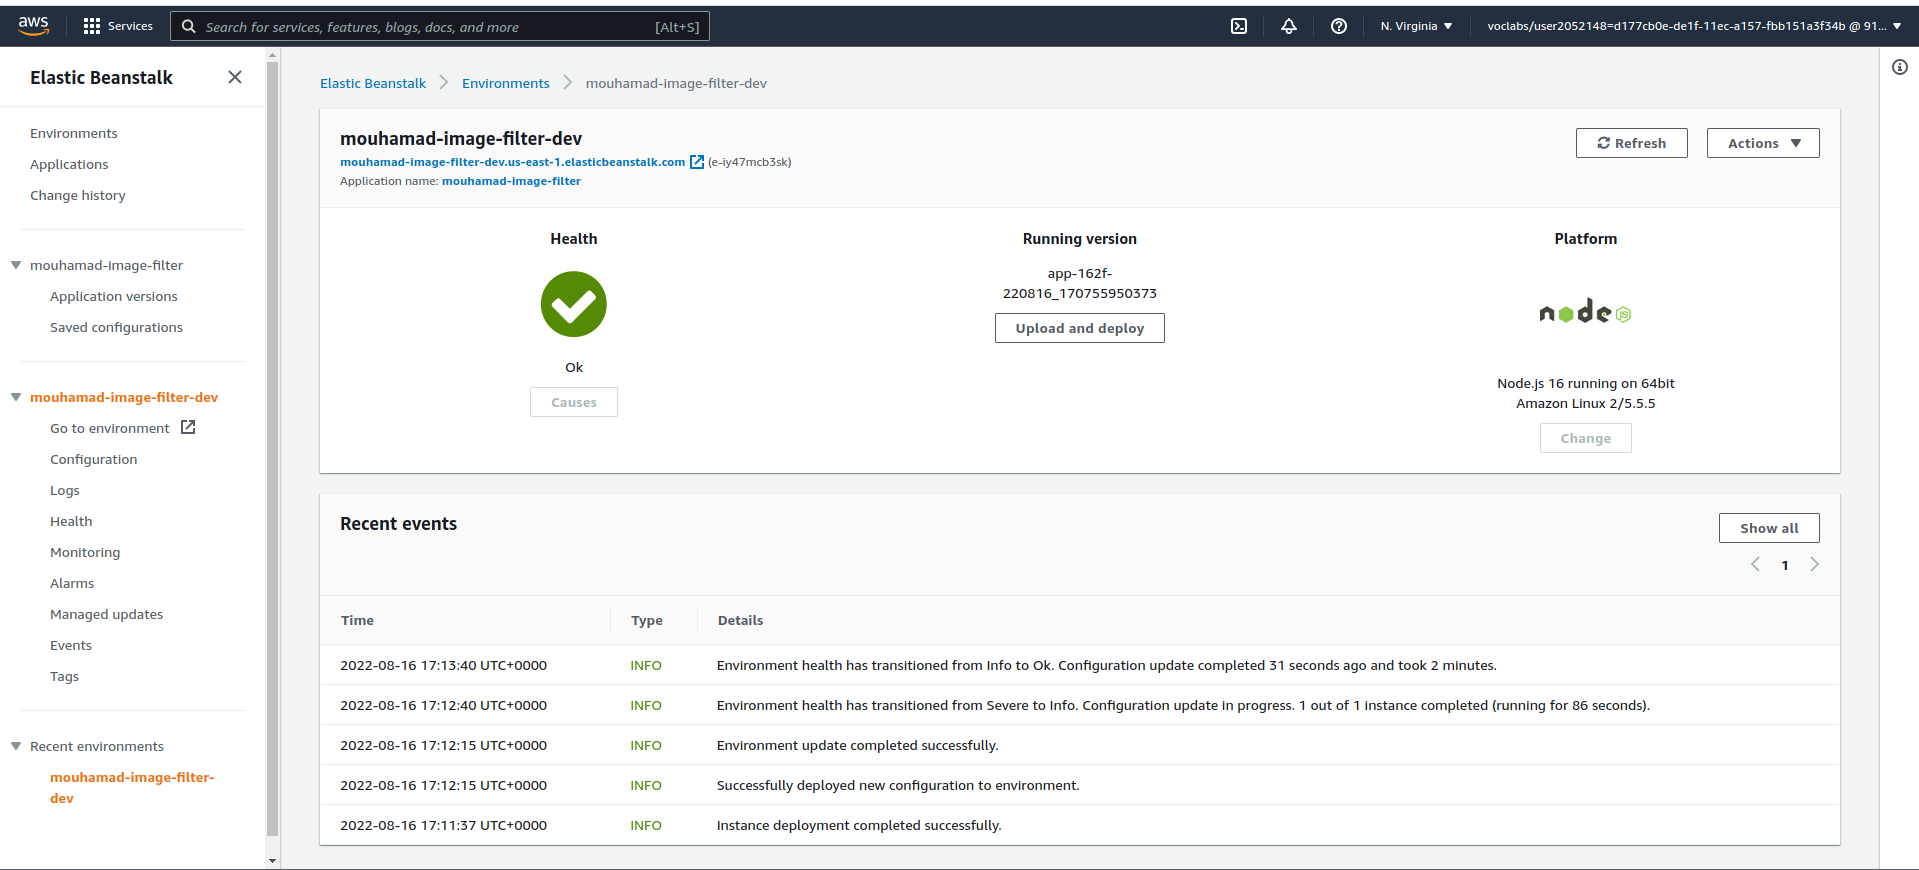 aws Services Search for services, features, blogs, docs, and more [Alt+S] N. Virginia voclabs/user2052148=d177cb0e-de1f-11ec-a157-fbb151a3f34b @ 91...
Elastic Beanstalk
Environments
Applications
Change history
mouhamad-image-filter
Application versions
Saved configurations
mouhamad-image-filter-dev
Go to environment
Configuration
Logs
Health
Monitoring
Alarms
Managed updates
Events
Tags
Recent environments
mouhamad-image-filter-
dev
Elastic Beanstalk Environments mouhamad-image-filter-dev
mouhamad-image-filter-dev
mouhamad-image-filter-dev.us-east-1.elasticbeanstalk.com (e-iy47mcb3sk)
Application name: mouhamad-image-filter
Refresh Actions
Health
Ok
Causes
Running version
app-162f-
220816_170755950373
Upload and deploy
Platform
node JS
Node.js 16 running on 64bit
Amazon Linux 2/5.5.5
Change
Recent events
Show all
1
Time Type Details
2022-08-16 17:13:40 UTC+0000 INFO Environment health has transitioned from Info to Ok. Configuration update completed 31 seconds ago and took 2 minutes.
2022-08-16 17:12:40 UTC+0000 INFO Environment health has transitioned from Severe to Info. Configuration update in progress. 1 out of 1 instance completed (running for 86 seconds).
2022-08-16 17:12:15 UTC+0000 INFO Environment update completed successfully.
2022-08-16 17:12:15 UTC+0000 INFO Successfully deployed new configuration to environment.
2022-08-16 17:11:37 UTC+0000 INFO Instance deployment completed successfully.